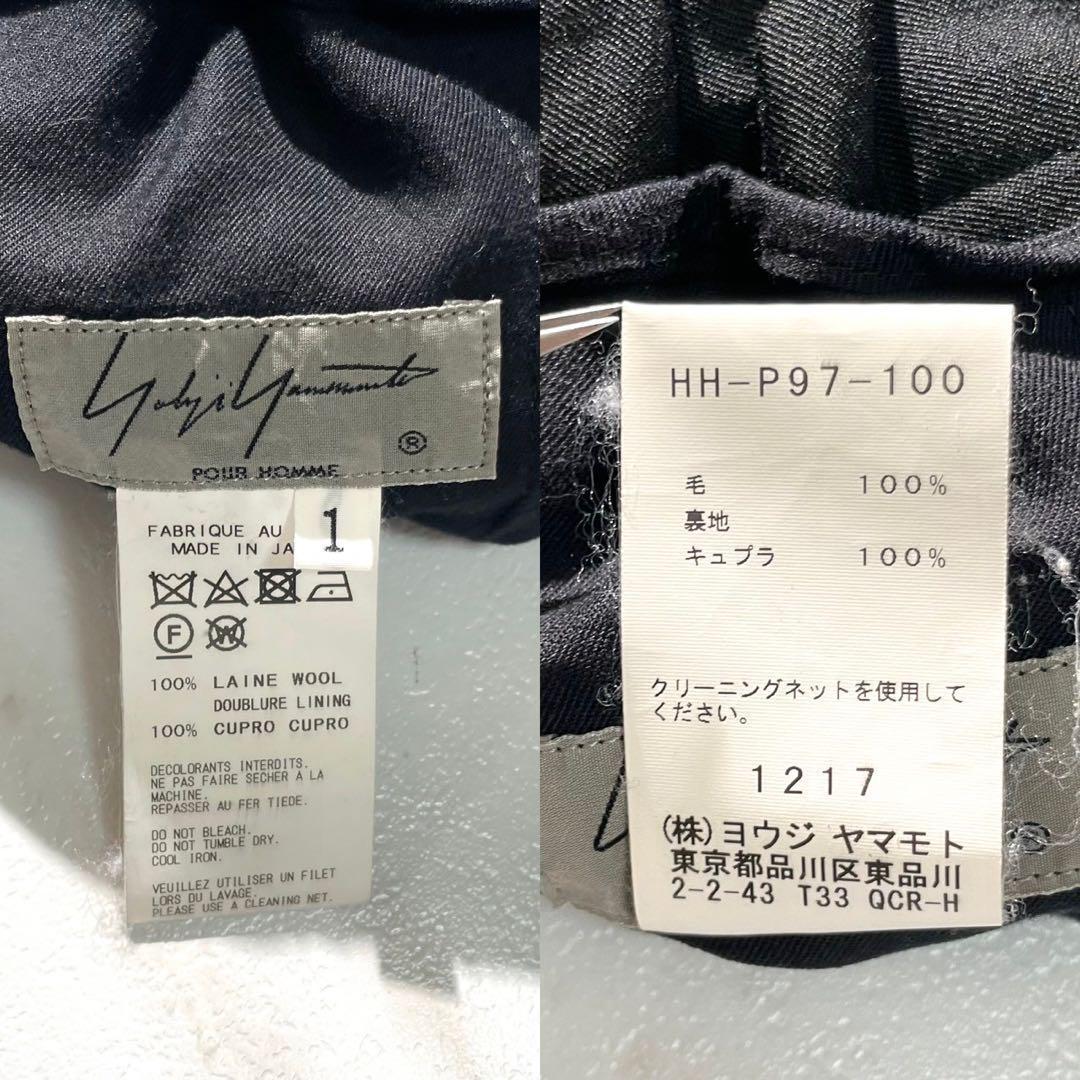 Yohji Yamamoto
®
POUR HOMME
FABRIQUE AU
MADE IN JA
1
F
W
100% LAINE WOOL
DOUBLURE LINING
100% CUPRO CUPRO
DECOLORANTS INTERDITS.
NE PAS FAIRE SECHER A LA
MACHINE.
REPASSER AU FER TIEDE.
DO NOT BLEACH.
DO NOT TUMBLE DRY.
COOL IRON.
VEUILLEZ UTILISER UN FILET
LORS DU LAVAGE.
PLEASE USE A CLEANING NET.
HH-P97-100
毛 100%
裏地
キュプラ 100%
クリーニングネットを使用して
ください。
1217
(株)ヨウジ ヤマモト
東京都品川区東品川
2-2-43 T33 QCR-H